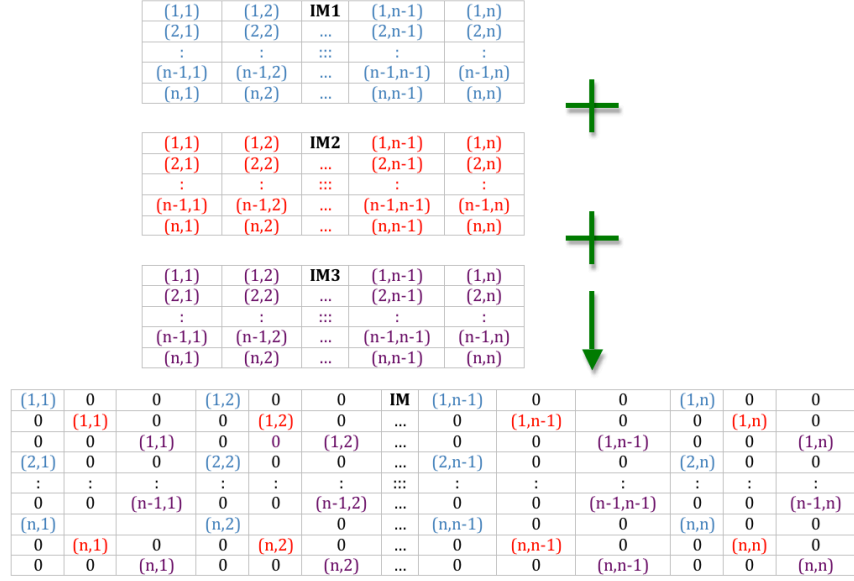 (1,1) (1,2) IM1 (1,n-1) (1,n)
(2,1) (2,2) ... (2,n-1) (2,n)
: : ::: : :
(n-1,1) (n-1,2) ... (n-1,n-1) (n-1,n)
(n,1) (n,2) ... (n,n-1) (n,n)
+
(1,1) (1,2) IM2 (1,n-1) (1,n)
(2,1) (2,2) ... (2,n-1) (2,n)
: : ::: : :
(n-1,1) (n-1,2) ... (n-1,n-1) (n-1,n)
(n,1) (n,2) ... (n,n-1) (n,n)
+
(1,1) (1,2) IM3 (1,n-1) (1,n)
(2,1) (2,2) ... (2,n-1) (2,n)
: : ::: : :
(n-1,1) (n-1,2) ... (n-1,n-1) (n-1,n)
(n,1) (n,2) ... (n,n-1) (n,n)
(1,1) 0 0 (1,2) 0 0 IM (1,n-1) 0 0 (1,n) 0 0
0 (1,1) 0 0 (1,2) 0 ... 0 (1,n-1) 0 0 (1,n) 0
0 0 (1,1) 0 0 (1,2) ... 0 0 (1,n-1) 0 0 (1,n)
(2,1) 0 0 (2,2) 0 0 ... (2,n-1) 0 0 (2,n) 0 0
: : : : : : ::: : : : : : :
0 0 (n-1,1) 0 0 (n-1,2) ... 0 0 (n-1,n-1) 0 0 (n-1,n)
(n,1) (n,2) 0 ... (n,n-1) 0 0 (n,n) 0 0
0 (n,1) 0 0 (n,2) 0 ... 0 (n,n-1) 0 0 (n,n) 0
0 0 (n,1) 0 0 (n,2) ... 0 0 (n,n-1) 0 0 (n,n)